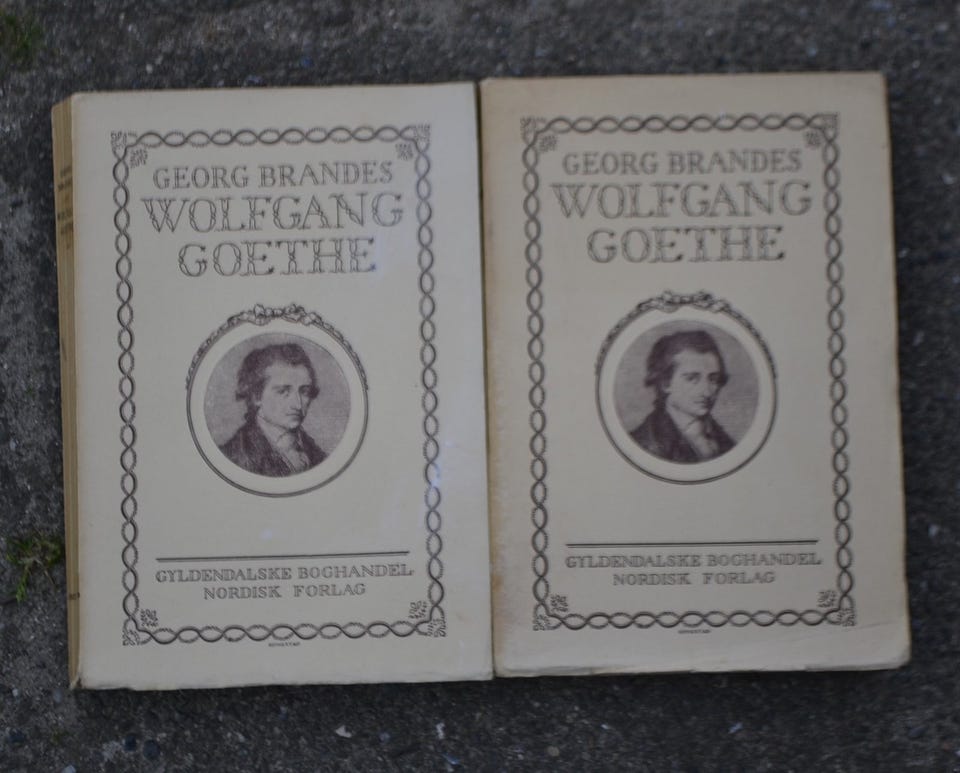 GEORG BRANDES
WOLFGANG
GOETHE
GYLDENDALSKE BOGHANDEL
NORDISK FORLAG
GEORG BRANDES
WOLFGANG
GOETHE
GYLDENDALSKE BOGHANDEL
NORDISK FORLAG